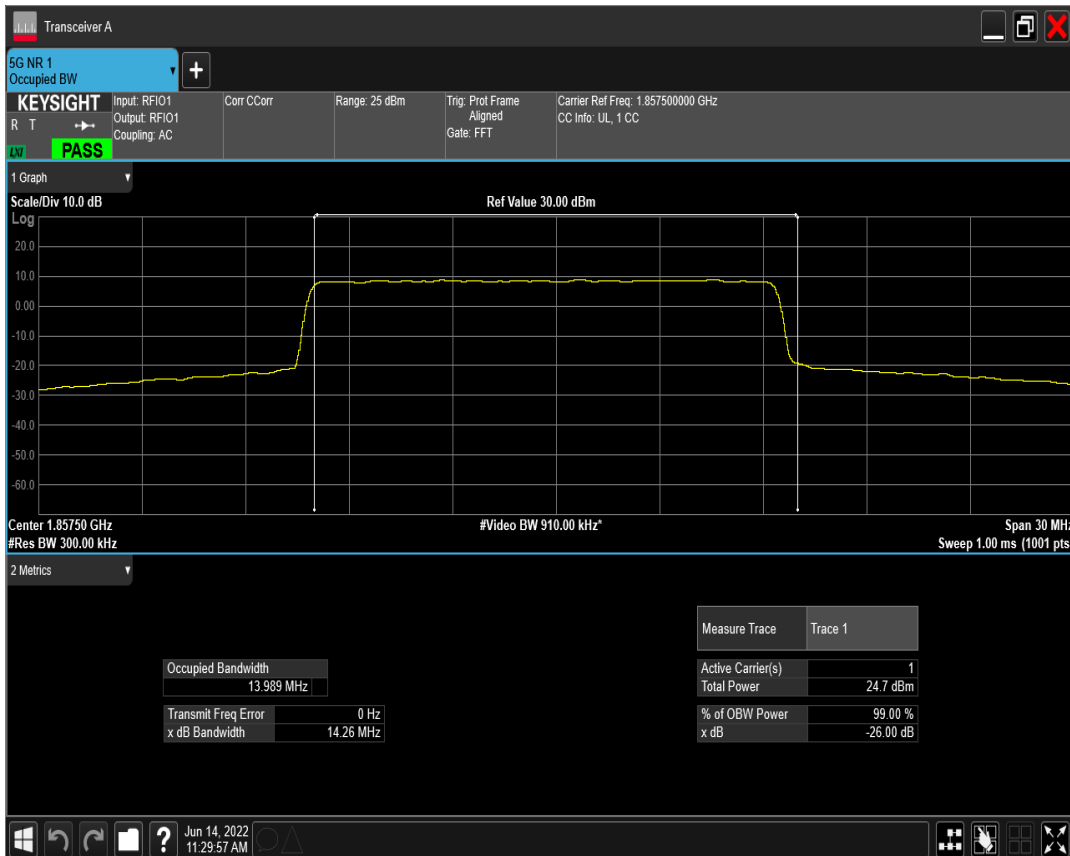 Transceiver A
5G NR 1
Occupied BW
KEYSIGHT
R T
LXI
PASS
Input: RFIO1
Output: RFIO1
Coupling: AC
Corr CCorr
Range: 25 dBm
Trig: Prot Frame
Aligned
Gate: FFT
Carrier Ref Freq: 1.857500000 GHz
CC Info: UL, 1 CC
1 Graph
Scale/Div 10.0 dB
Ref Value 30.00 dBm
Log
20.0
10.0
0.00
-10.0
-20.0
-30.0
-40.0
-50.0
-60.0
Center 1.85750 GHz
#Video BW 910.00 kHz*
Span 30 MHz
#Res BW 300.00 kHz
Sweep 1.00 ms (1001 pts
2 Metrics
Measure Trace Trace 1
Occupied Bandwidth
13.989 MHz
Active Carrier(s) 1
Total Power 24.7 dBm
Transmit Freq Error 0 Hz
x dB Bandwidth 14.26 MHz
% of OBW Power 99.00 %
x dB -26.00 dB
?
Jun 14, 2022
11:29:57 AM